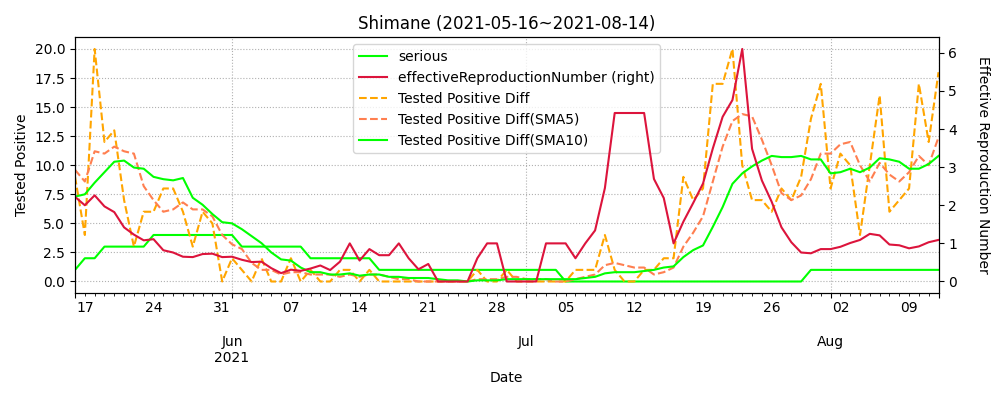 Shimane (2021-05-16~2021-08-14)
serious
effectiveReproductionNumber (right)
Tested Positive Diff
Tested Positive Diff(SMA5)
Tested Positive Diff(SMA10)
Tested Positive
20.0
17.5
15.0
12.5
10.0
7.5
5.0
2.5
0.0
6
5
4
3
2
1
0
Effective Reproduction Number
17 24 31 07 14 21 28 05 12 19 26 02 09
Jun Jul Aug
2021
Date